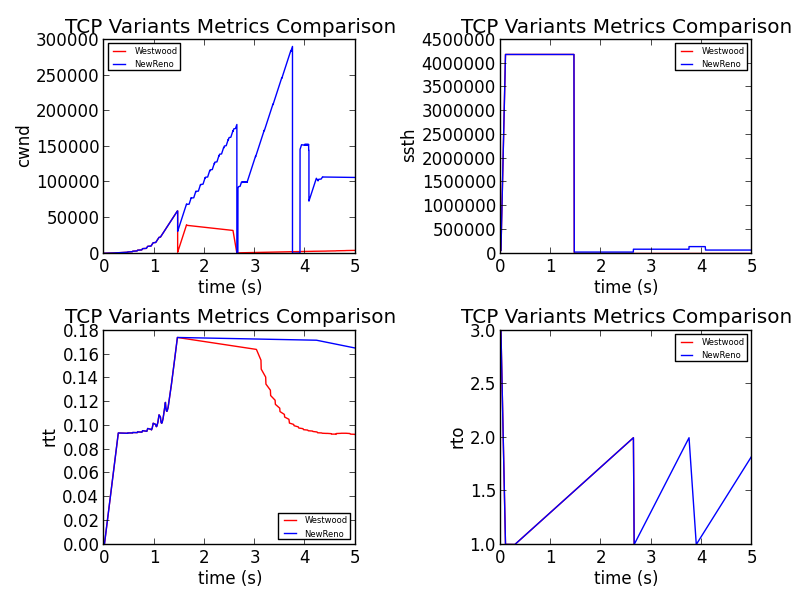 TCP Variants Metrics Comparison
300000
250000
200000
150000
100000
50000
0
cwnd
Westwood
NewReno
0 1 2 3 4 5
time (s)
TCP Variants Metrics Comparison
4500000
4000000
3500000
3000000
2500000
2000000
1500000
1000000
500000
0
ssth
Westwood
NewReno
0 1 2 3 4 5
time (s)
TCP Variants Metrics Comparison
0.18
0.16
0.14
0.12
0.10
0.08
0.06
0.04
0.02
0.00
rtt
Westwood
NewReno
0 1 2 3 4 5
time (s)
TCP Variants Metrics Comparison
3.0
2.5
2.0
1.5
1.0
rto
Westwood
NewReno
0 1 2 3 4 5
time (s)